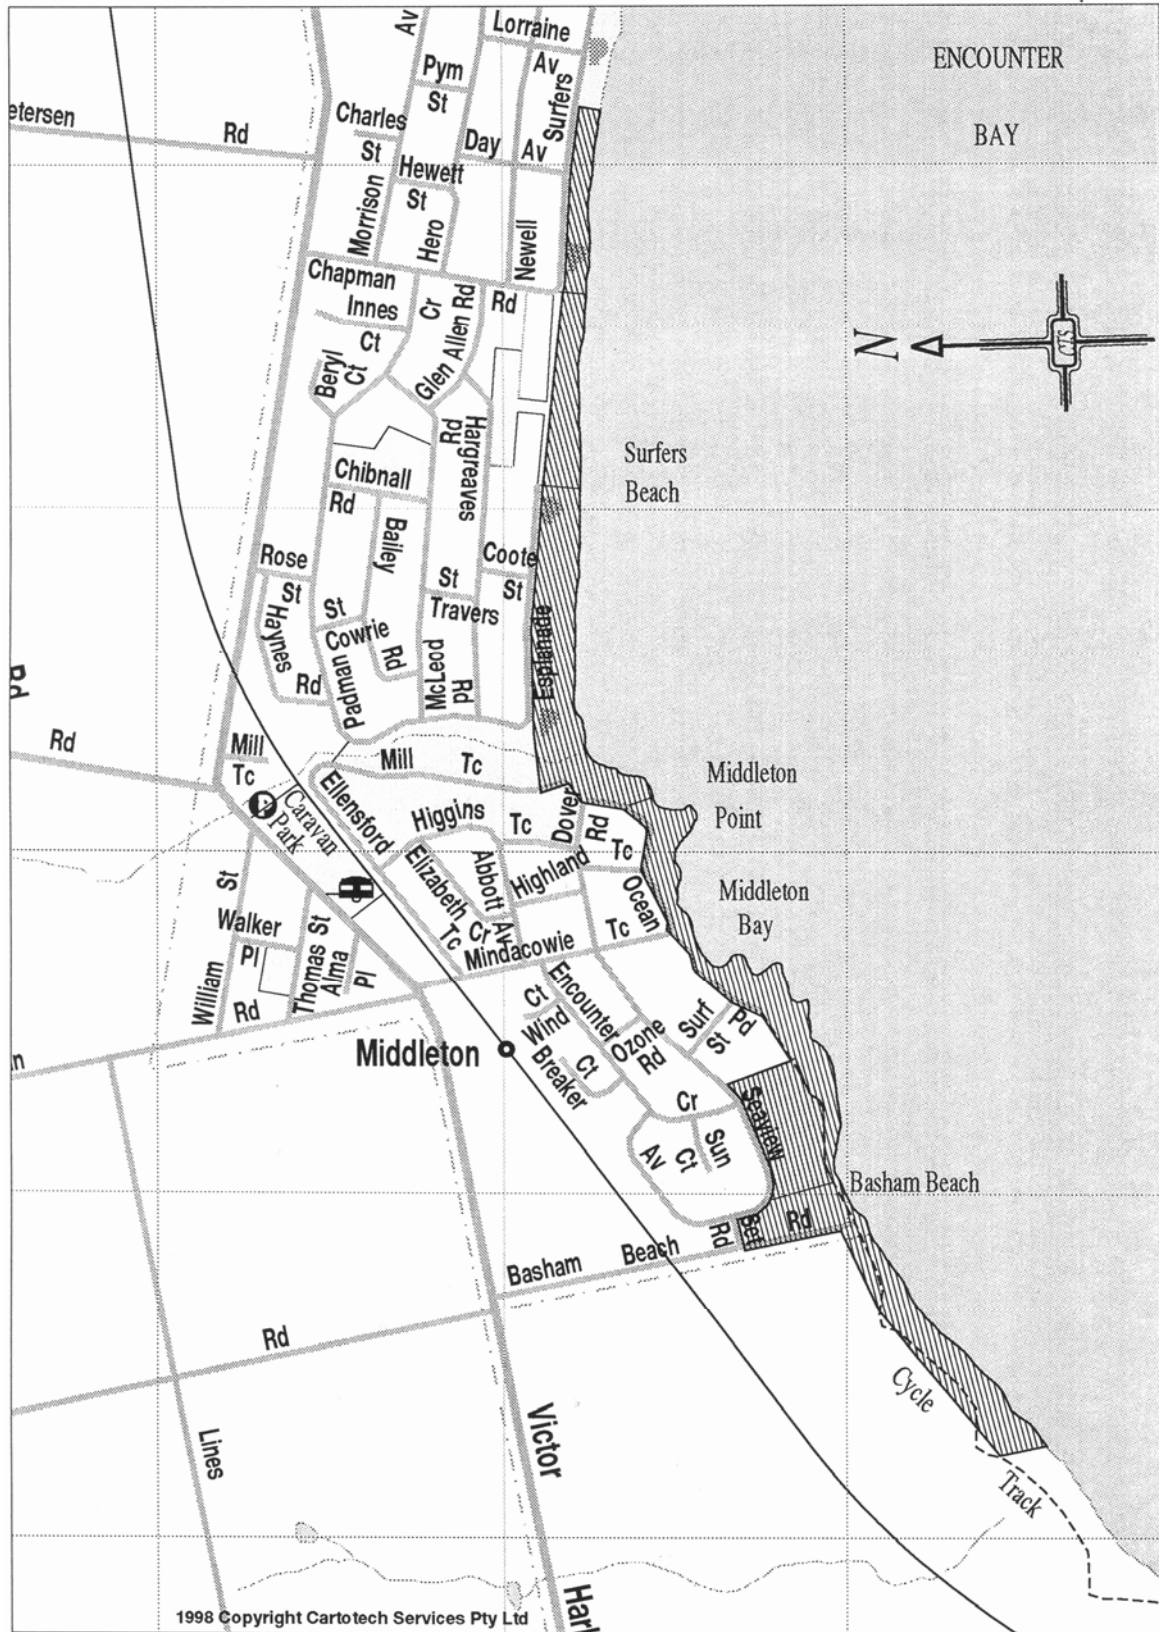 Lorraine
Av
ENCOUNTER
BAY
Av
Pym
St
Surfers
etersen
Rd
Charles
St
Day
Av
Hewett
St
Morrison
Hero
Newell
Chapman
Rd
Innes
Ct
Cr
Glen Allen Rd
Beryl
Ct
N
Surfers
Beach
Rd
Hargreaves
Chibnall
Rd
Bailey
Rose
St
Coote
St
St
Haynes
Rd
St
Cowrie
Rd
Travers
McLeod
Rd
Padman
Esplanade
Rd
Rd
Mill
Tc
Mill
Tc
Middleton
Point
Caravan
Park
Ellensford
Tc
Higgins
Tc
Dover
Rd
Tc
Elizabeth
Cr
Abbott
Av
Highland
Ocean
Middleton
Bay
H
St
Walker
Pl
William
Rd
Thomas
St
Alma
Pl
Mindacowie
Tc
Middleton
Ct
Wind
Encounter
Ozone
Rd
Surf
St
Pd
Breaker
Ct
Cr
Sun
Ct
Av
Seaview
Basham Beach
Rd
Set
Rd
Basham
Beach
Rd
Lines
Victor
Cycle
Track
1998 Copyright Cartotech Services Pty Ltd